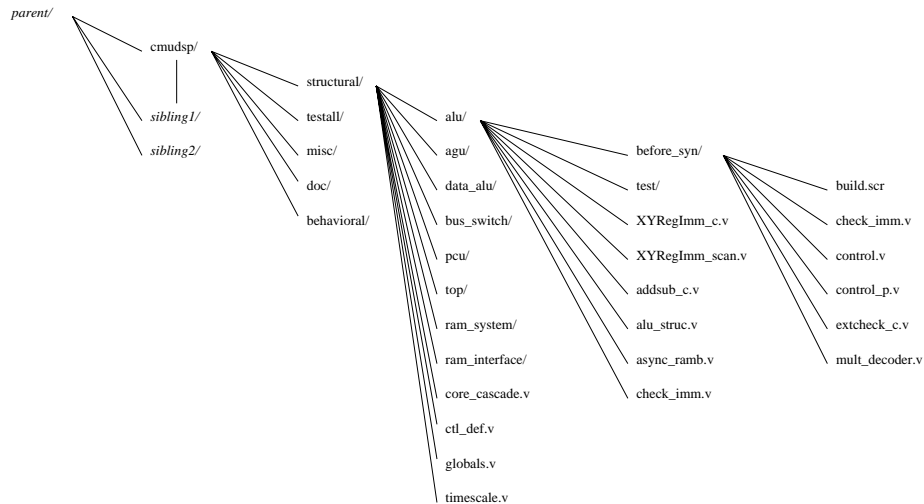 parent/
cmudsp/
sibling1/
sibling2/
structural/
testall/
misc/
doc/
behavioral/
alu/
agu/
data_alu/
bus_switch/
pcu/
top/
ram_system/
ram_interface/
core_cascade.v
ctl_def.v
globals.v
timescale.v
before_syn/
test/
XYRegImm_c.v
XYRegImm_scan.v
addsub_c.v
alu_struc.v
async_ramb.v
check_imm.v
build.scr
check_imm.v
control.v
control_p.v
extcheck_c.v
mult_decoder.v